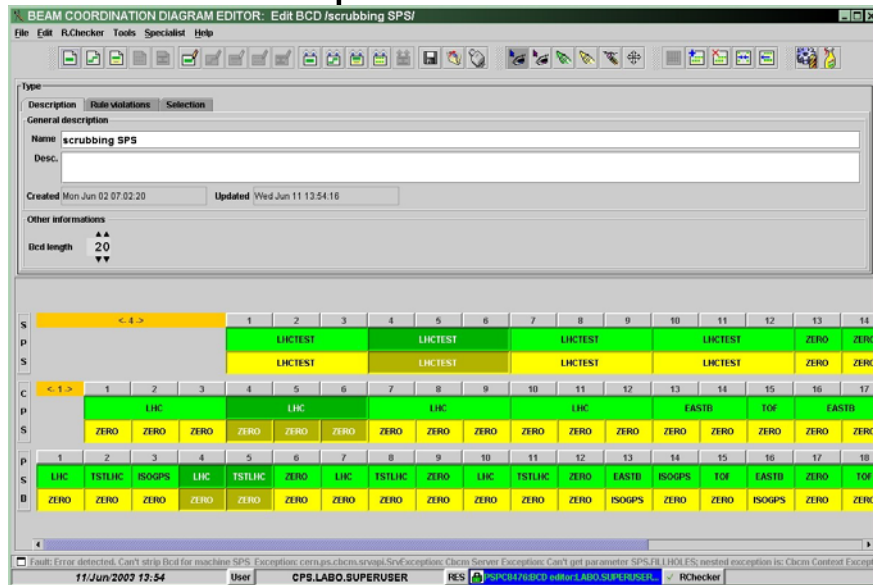 BEAM COORDINATION DIAGRAM EDITOR: Edit BCD /scrubbing SPS/
File Edit R.Checker Tools Specialist Help
Type
Description Rule violations Selection
General description
Name scrubbing SPS
Desc.
Created Mon Jun 02 07:02:20 Updated Wed Jun 11 13:54:16
Other informations
Bcd length 20
S P S
<- 4 -> 1 2 3 4 5 6 7 8 9 10 11 12 13 14
LHCTEST LHCTEST LHCTEST LHCTEST ZERO ZERO
LHCTEST LHCTEST LHCTEST LHCTEST ZERO ZERO
C P S
<- 1 -> 1 2 3 4 5 6 7 8 9 10 11 12 13 14 15 16 17
LHC LHC LHC LHC EASTB TOF EASTB
ZERO ZERO ZERO ZERO ZERO ZERO ZERO ZERO ZERO ZERO ZERO ZERO ZERO ZERO ZERO ZERO ZERO
P S B
1 2 3 4 5 6 7 8 9 10 11 12 13 14 15 16 17 18
LHC TSTLHC ISOGPS LHC TSTLHC ZERO LHC TSTLHC ZERO LHC TSTLHC ZERO EASTB ISOGPS TOF EASTB ZERO TOF
ZERO ZERO ZERO ZERO ZERO ZERO ZERO ZERO ZERO ZERO ZERO ZERO ISOGPS ZERO ZERO ISOGPS ZERO ZERO
Fault: Error detected. Can't strip Bcd for machine SPS Exception: cern.ps.cbcm.srvapi.SrvException: Cbcm Server Exception: Can't get parameter SPS.FILLHOLES; nested exception is: Cbcm Context Except
11/Jun/2003 13:54 User CPS.LABO.SUPERUSER RES PSPC8476:BCD editor:LABO.SUPERUSER... RChecker